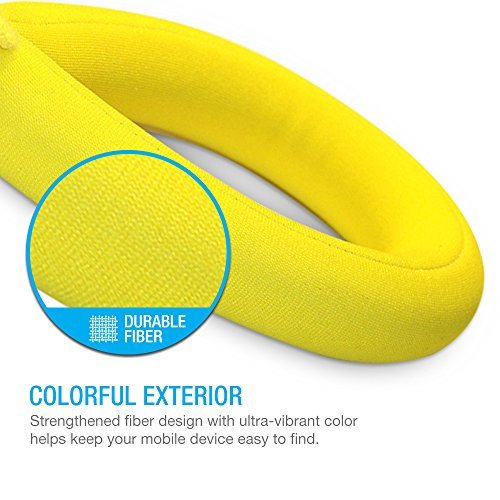 DURABLE
FIBER
COLORFUL EXTERIOR
Strengthened fiber design with ultra-vibrant color
helps keep your mobile device easy to find.